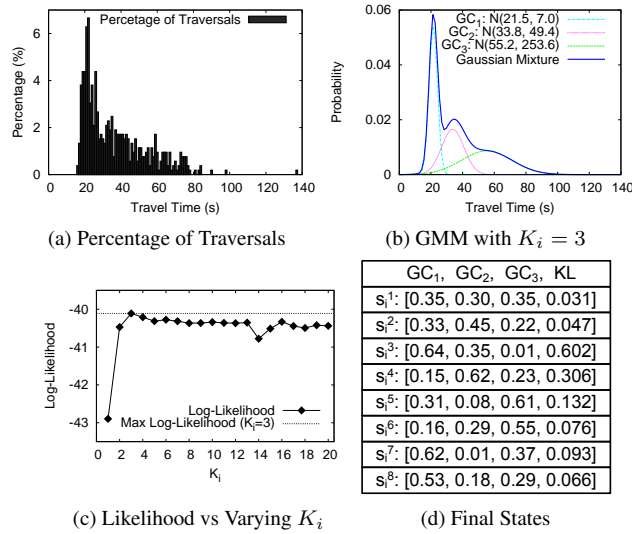 Percetage of Traversals
Percentage (%)
6
4
2
0
0 20 40 60 80 100 120 140
Travel Time (s)
(a) Percentage of Traversals
GC1: N(21.5, 7.0)
GC2: N(33.8, 49.4)
GC3: N(55.2, 253.6)
Gaussian Mixture
Probability
0.06
0.04
0.02
0
0 20 40 60 80 100 120 140
Travel Time (s)
(b) GMM with Ki = 3
Log-Likelihood
-40
-41
-42
-43
Log-Likelihood
Max Log-Likelihood (Ki=3)
0 2 4 6 8 10 12 14 16 18 20
Ki
(c) Likelihood vs Varying Ki
GC1, GC2, GC3, KL
si1: [0.35, 0.30, 0.35, 0.031]
si2: [0.33, 0.45, 0.22, 0.047]
si3: [0.64, 0.35, 0.01, 0.602]
si4: [0.15, 0.62, 0.23, 0.306]
si5: [0.31, 0.08, 0.61, 0.132]
si6: [0.16, 0.29, 0.55, 0.076]
si7: [0.62, 0.01, 0.37, 0.093]
si8: [0.53, 0.18, 0.29, 0.066]
(d) Final States